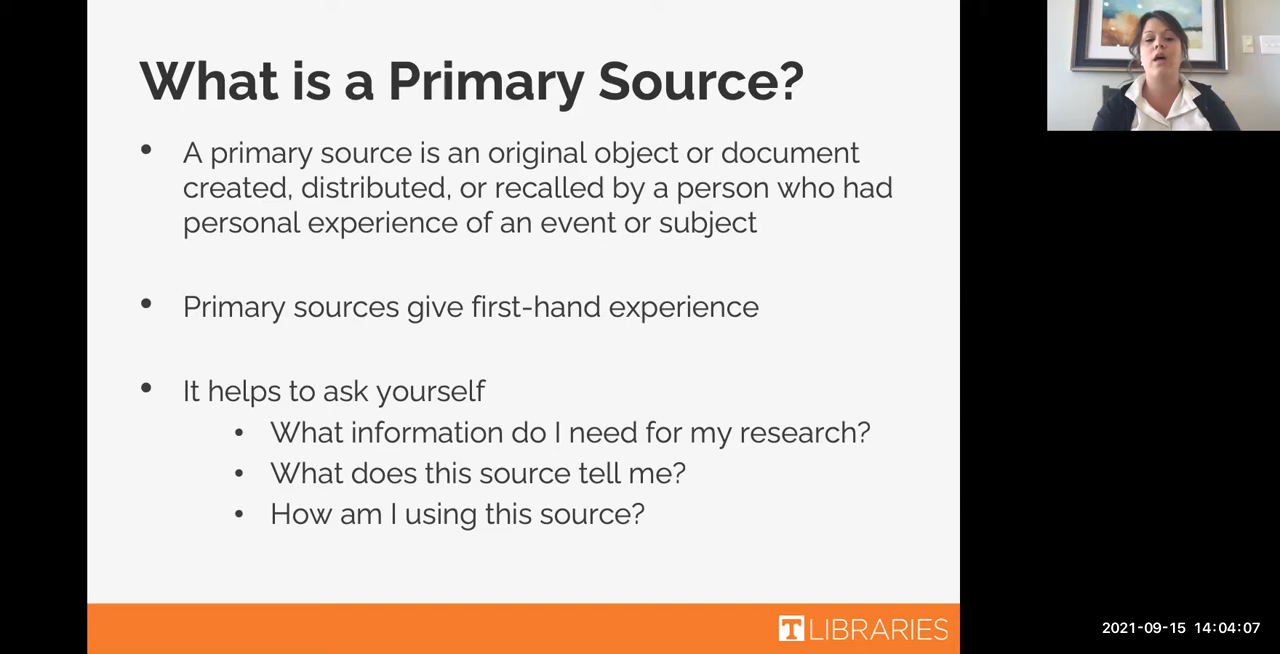 What is a Primary Source?
• A primary source is an original object or document
created, distributed, or recalled by a person who had
personal experience of an event or subject
• Primary sources give first-hand experience
• It helps to ask yourself
• What information do I need for my research?
• What does this source tell me?
• How am I using this source?
T LIBRARIES
2021-09-15 14:04:07